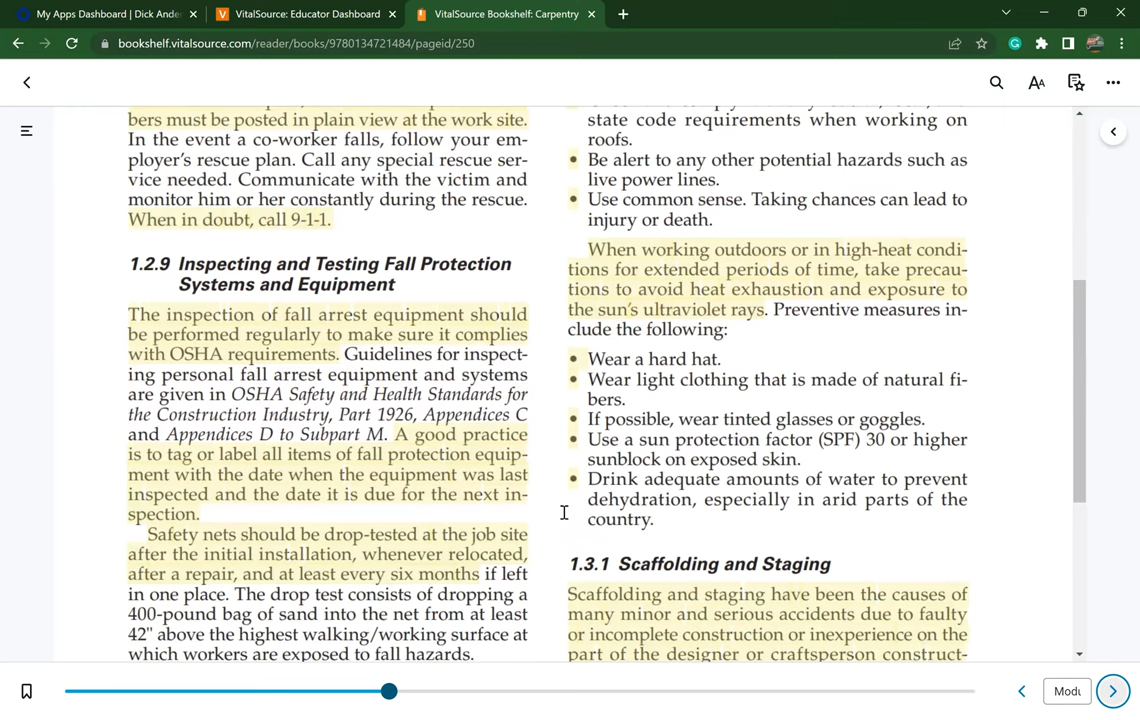 My Apps Dashboard | Dick Ander
VitalSource: Educator Dashboard
VitalSource Bookshelf: Carpentry
bookshelf.vitalsource.com/reader/books/9780134721484/pageid/250
bers must be posted in plain view at the work site.
In the event a co-worker falls, follow your em-
ployer's rescue plan. Call any special rescue ser-
vice needed. Communicate with the victim and
monitor him or her constantly during the rescue.
When in doubt, call 9-1-1.
1.2.9 Inspecting and Testing Fall Protection
Systems and Equipment
The inspection of fall arrest equipment should
be performed regularly to make sure it complies
with OSHA requirements. Guidelines for inspect-
ing personal fall arrest equipment and systems
are given in OSHA Safety and Health Standards for
the Construction Industry, Part 1926, Appendices C
and Appendices D to Subpart M. A good practice
is to tag or label all items of fall protection equip-
ment with the date when the equipment was last
inspected and the date it is due for the next in-
spection.
Safety nets should be drop-tested at the job site
after the initial installation, whenever relocated,
after a repair, and at least every six months if left
in one place. The drop test consists of dropping a
400-pound bag of sand into the net from at least
42" above the highest walking/working surface at
which workers are exposed to fall hazards.
state code requirements when working on
roofs.
• Be alert to any other potential hazards such as
live power lines.
• Use common sense. Taking chances can lead to
injury or death.
When working outdoors or in high-heat condi-
tions for extended periods of time, take precau-
tions to avoid heat exhaustion and exposure to
the sun's ultraviolet rays. Preventive measures in-
clude the following:
• Wear a hard hat.
• Wear light clothing that is made of natural fi-
bers.
• If possible, wear tinted glasses or goggles.
• Use a sun protection factor (SPF) 30 or higher
sunblock on exposed skin.
• Drink adequate amounts of water to prevent
dehydration, especially in arid parts of the
country.
1.3.1 Scaffolding and Staging
Scaffolding and staging have been the causes of
many minor and serious accidents due to faulty
or incomplete construction or inexperience on the
part of the designer or craftsperson construct-
Modu